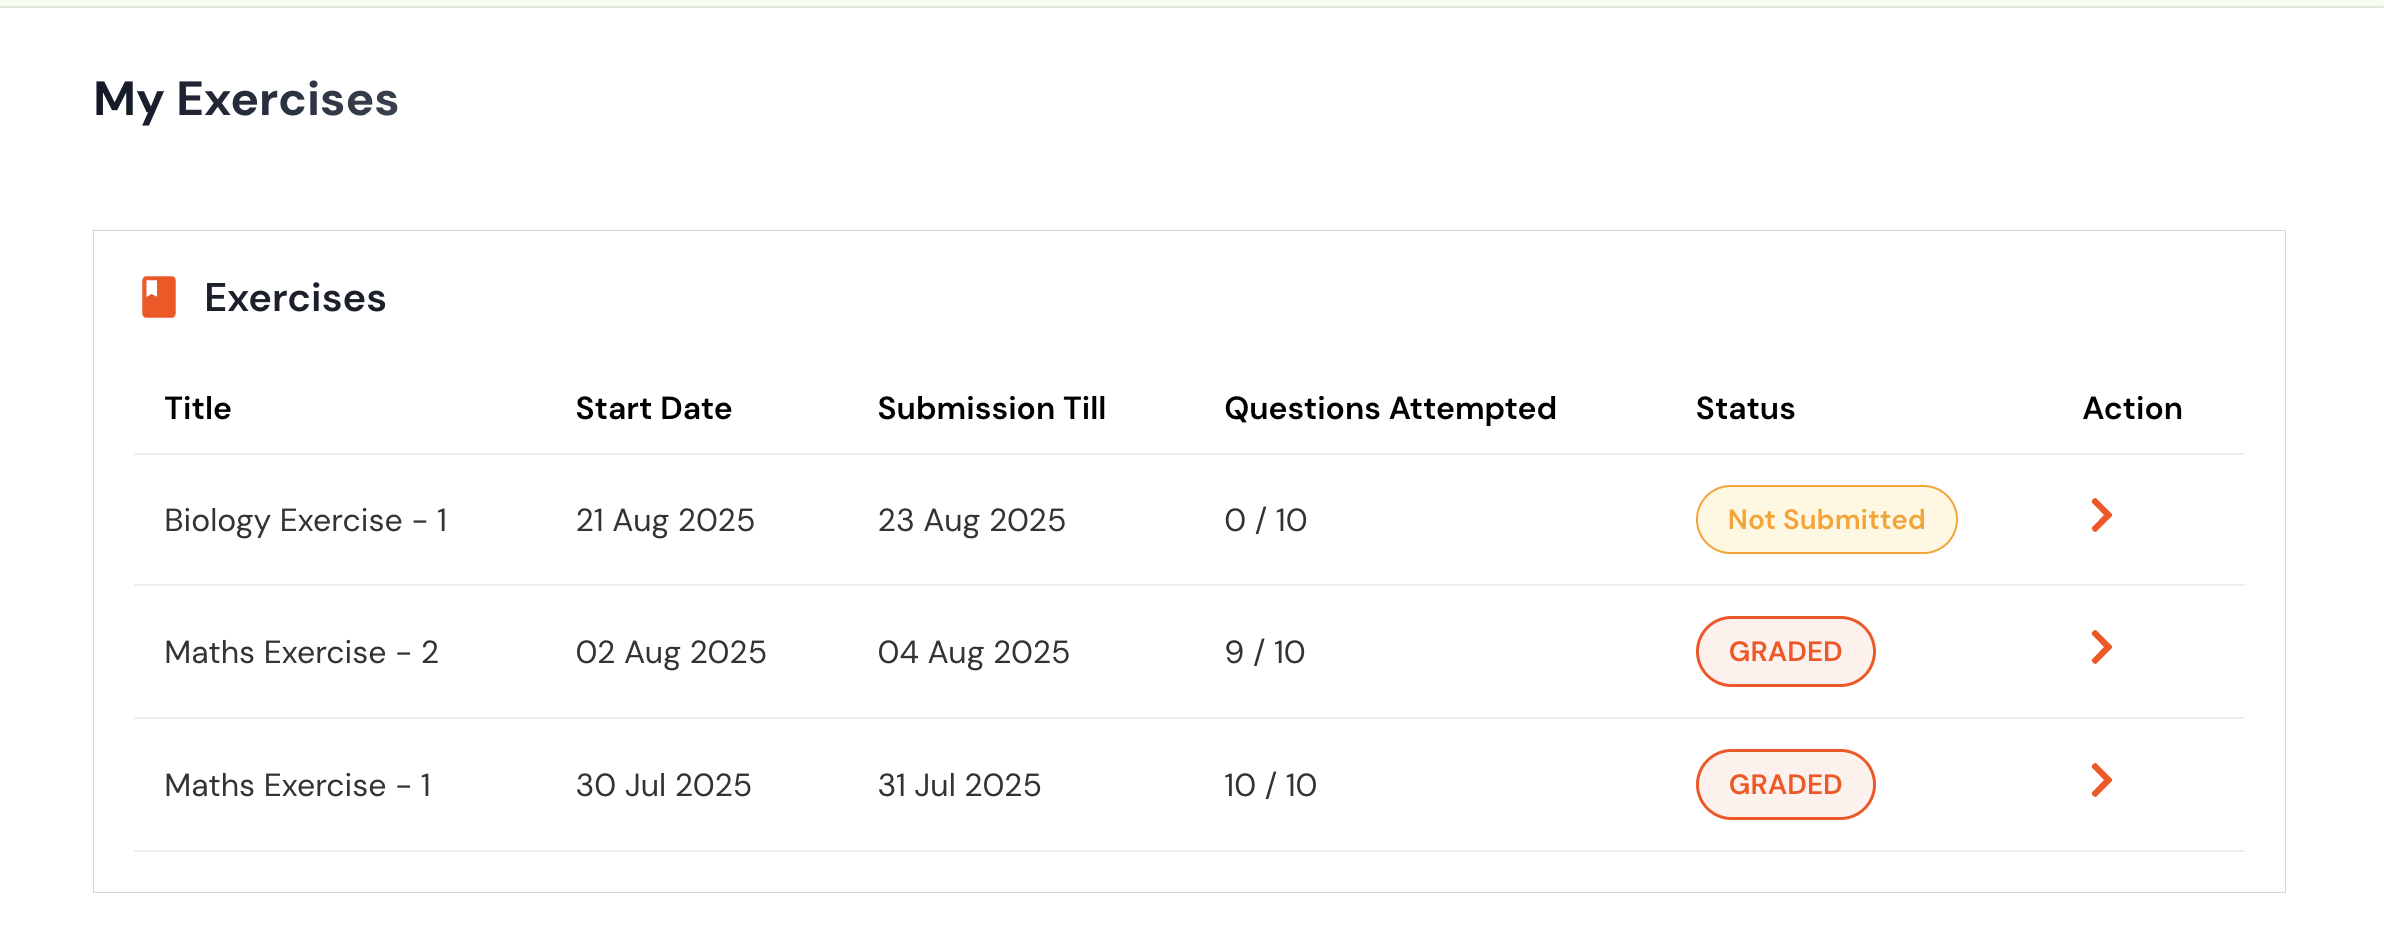 My Exercises
Exercises
Title Start Date Submission Till Questions Attempted Status Action
Biology Exercise - 1 21 Aug 2025 23 Aug 2025 0 / 10 Not Submitted
Maths Exercise - 2 02 Aug 2025 04 Aug 2025 9 / 10 GRADED
Maths Exercise - 1 30 Jul 2025 31 Jul 2025 10 / 10 GRADED